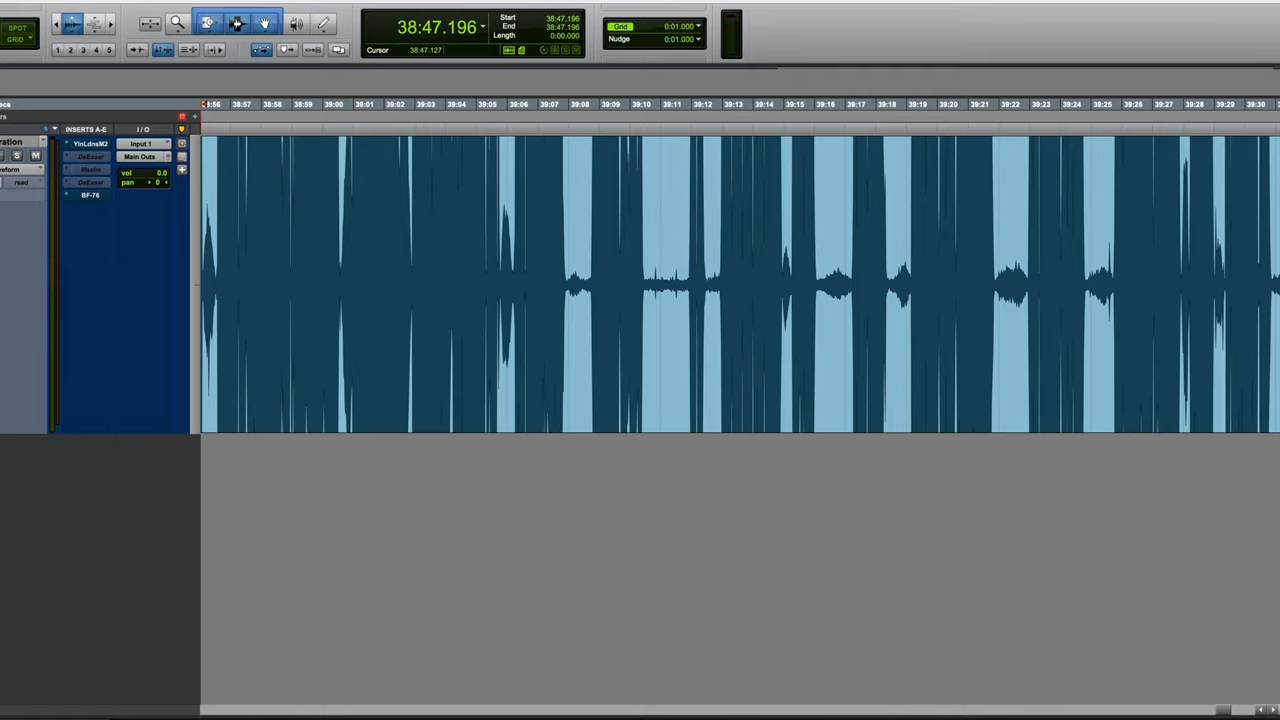 SPOT
GRID
1 2 3 4 5
38:47.196
Start 38:47.196
End 38:47.196
Length 0:00.000
Cursor 38:47.127
Grid 0:01.000
Nudge 0:01.000
ecs
:56 38:57 38:58 38:59 39:00 39:01 39:02 39:03 39:04 39:05 39:06 39:07 39:08 39:09 39:10 39:11 39:12 39:13 39:14 39:15 39:16 39:17 39:18 39:19 39:20 39:21 39:22 39:23 39:24 39:25 39:26 39:27 39:28 39:29 39:30
rs
INSERTS A-E I / O
ration
YlnLdnsM2 Input 1
S M
DeEsser Main Outs
eform
Maxim vol 0.0
read DeEsser pan 0
BF-76